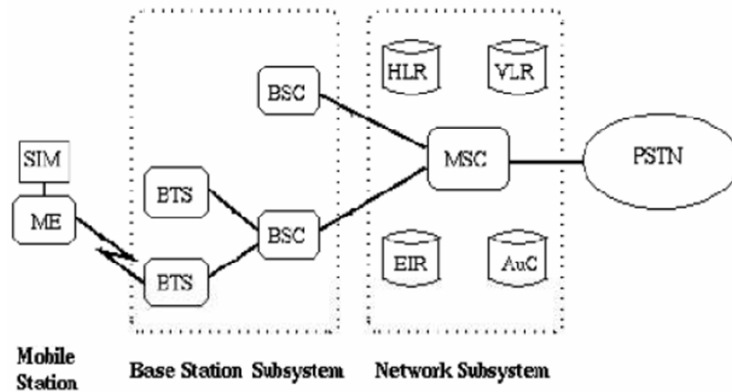 HLR
VLR
BSC
SIM
MSC
PSTN
BTS
ME
BSC
EIR
AuC
BTS
Mobile Station
Base Station Subsystem
Network Subsystem